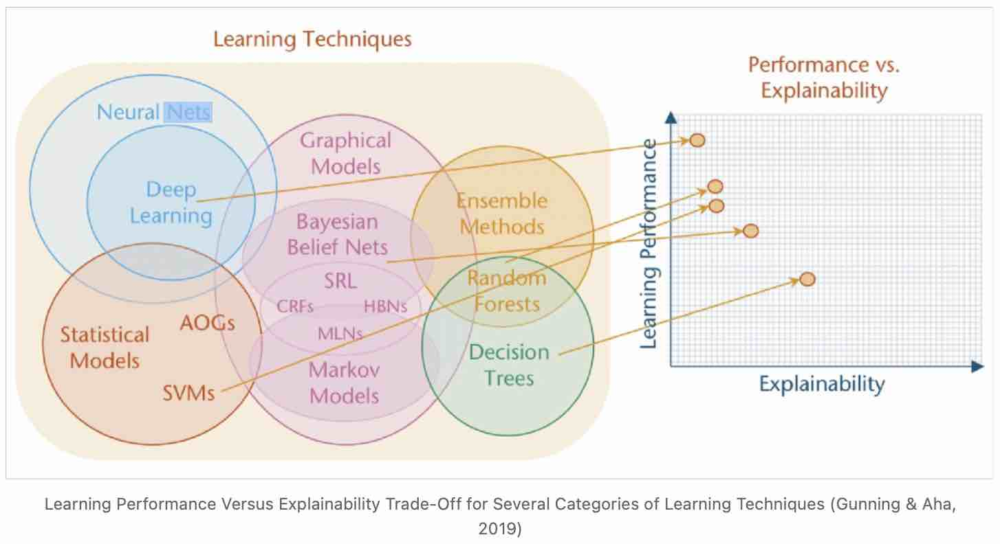 Learning Techniques
Performance vs.
Explainability
Neural Nets
Deep
Learning
Graphical
Models
Ensemble
Methods
Bayesian
Belief Nets
SRL
CRFs
HBNs
MLNs
Markov
Models
Random
Forests
Decision
Trees
Statistical
Models
AOGs
SVMs
Learning Performance
Explainability
Learning Performance Versus Explainability Trade-Off for Several Categories of Learning Techniques (Gunning & Aha,
2019)